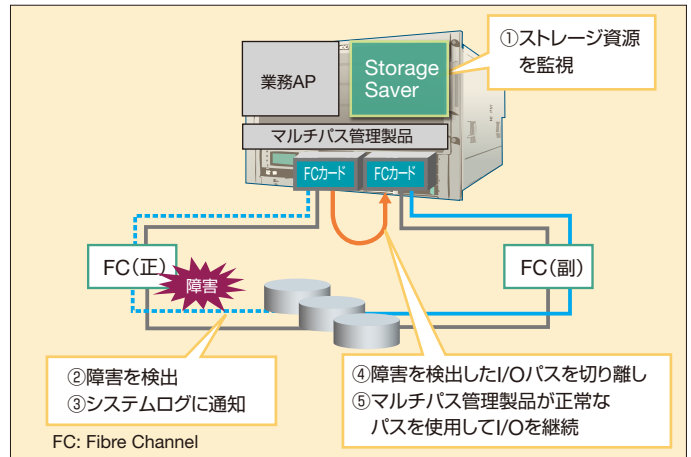 ①ストレージ資源
を監視
業務AP
Storage
Saver
マルチパス管理製品
FCカード
FCカード
FC(正)
障害
FC(副)
②障害を検出
③システムログに通知
④障害を検出したI/Oパスを切り離し
⑤マルチパス管理製品が正常な
パスを使用してI/Oを継続
FC: Fibre Channel